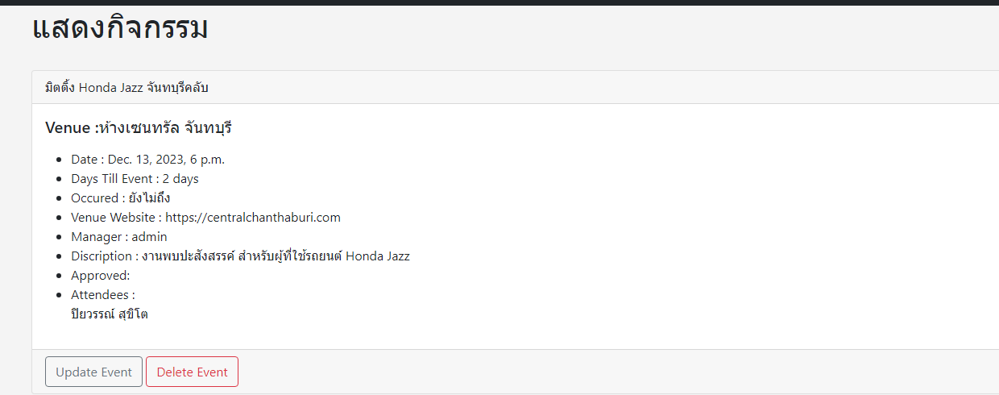 แสดงกิจกรรม
มิตติ้ง Honda Jazz จันทบุรีคลับ
Venue :ห้างเซนทรัล จันทบุรี
Date : Dec. 13, 2023, 6 p.m.
Days Till Event : 2 days
Occured : ยังไม่ถึง
Venue Website : https://centralchanthaburi.com
Manager : admin
Discription : งานพบปะสังสรรค์ สำหรับผู้ที่ใช้รถยนต์ Honda Jazz
Approved:
Attendees :
ปิยวรรณ์ สุขิโต
Update Event Delete Event